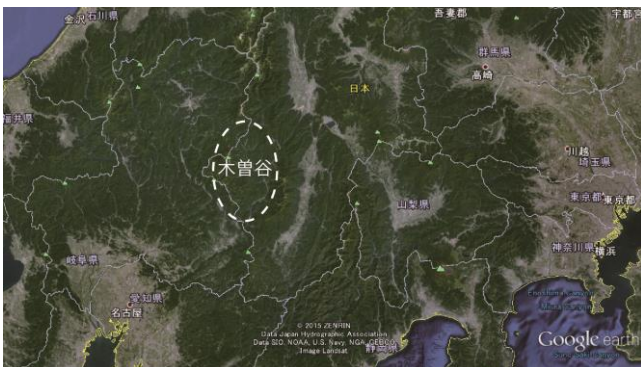 金沢
石川県
吾妻郡
宇都宮
群馬県
高崎
日本
福井県
木曽谷
川越
埼玉県
山梨県
東京都
東京都
神奈川県
横浜
岐阜県
愛知県
名古屋
静岡県
© 2015 ZENRIN
Data Japan Hydrographic Association
Data SIO, NOAA, U.S. Navy, NGA, GEBCO
Image Landsat
Google earth